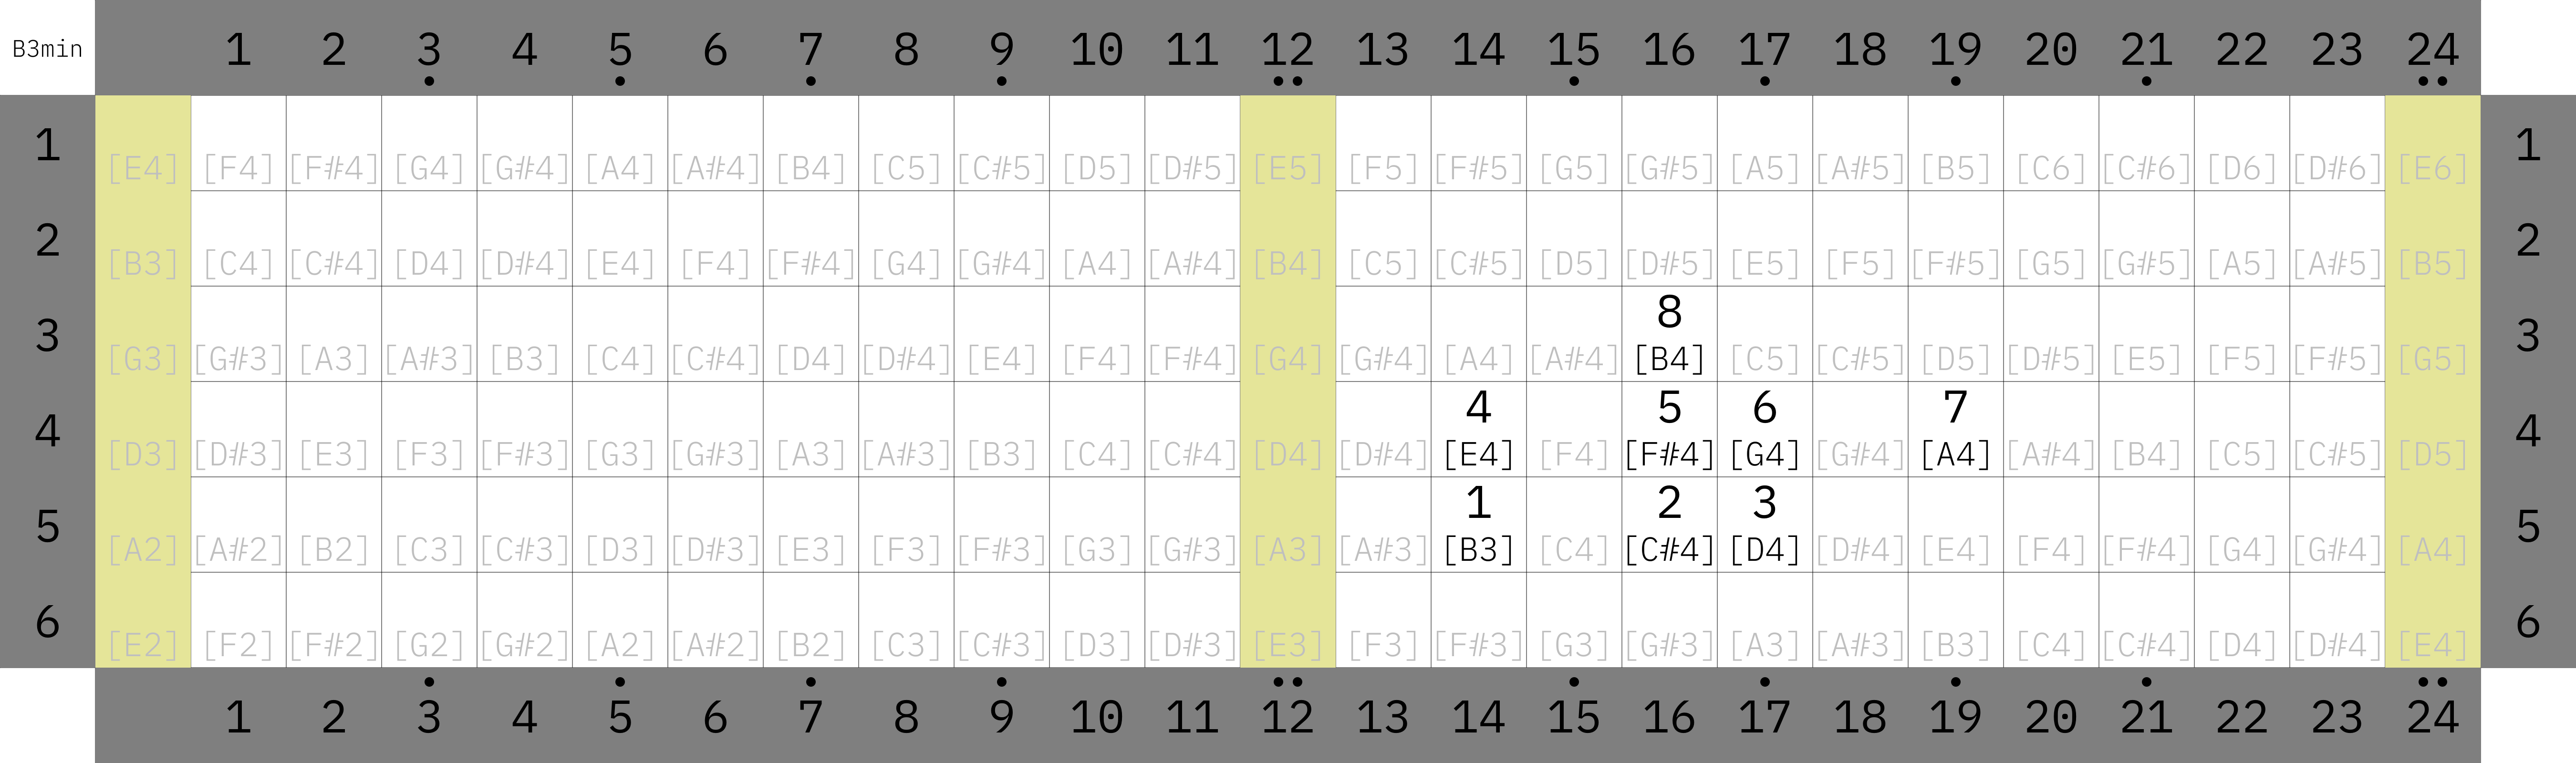 B3min 1 2 3 4 5 6 7 8 9 10 11 12 13 14 15 16 17 18 19 20 21 22 23 24
1 [E4] [F4] [F#4] [G4] [G#4] [A4] [A#4] [B4] [C5] [C#5] [D5] [D#5] [E5] [F5] [F#5] [G5] [G#5] [A5] [A#5] [B5] [C6] [C#6] [D6] [D#6] [E6] 1
2 [B3] [C4] [C#4] [D4] [D#4] [E4] [F4] [F#4] [G4] [G#4] [A4] [A#4] [B4] [C5] [C#5] [D5] [D#5] [E5] [F5] [F#5] [G5] [G#5] [A5] [A#5] [B5] 2
8
3 [G3] [G#3] [A3] [A#3] [B3] [C4] [C#4] [D4] [D#4] [E4] [F4] [F#4] [G4] [G#4] [A4] [A#4] [B4] [C5] [C#5] [D5] [D#5] [E5] [F5] [F#5] [G5] 3
4 5 6 7
4 [D3] [D#3] [E3] [F3] [F#3] [G3] [G#3] [A3] [A#3] [B3] [C4] [C#4] [D4] [D#4] [E4] [F4] [F#4] [G4] [G#4] [A4] [A#4] [B4] [C5] [C#5] [D5] 4
1 2 3
5 [A2] [A#2] [B2] [C3] [C#3] [D3] [D#3] [E3] [F3] [F#3] [G3] [G#3] [A3] [A#3] [B3] [C4] [C#4] [D4] [D#4] [E4] [F4] [F#4] [G4] [G#4] [A4] 5
6 [E2] [F2] [F#2] [G2] [G#2] [A2] [A#2] [B2] [C3] [C#3] [D3] [D#3] [E3] [F3] [F#3] [G3] [G#3] [A3] [A#3] [B3] [C4] [C#4] [D4] [D#4] [E4] 6
1 2 3 4 5 6 7 8 9 10 11 12 13 14 15 16 17 18 19 20 21 22 23 24